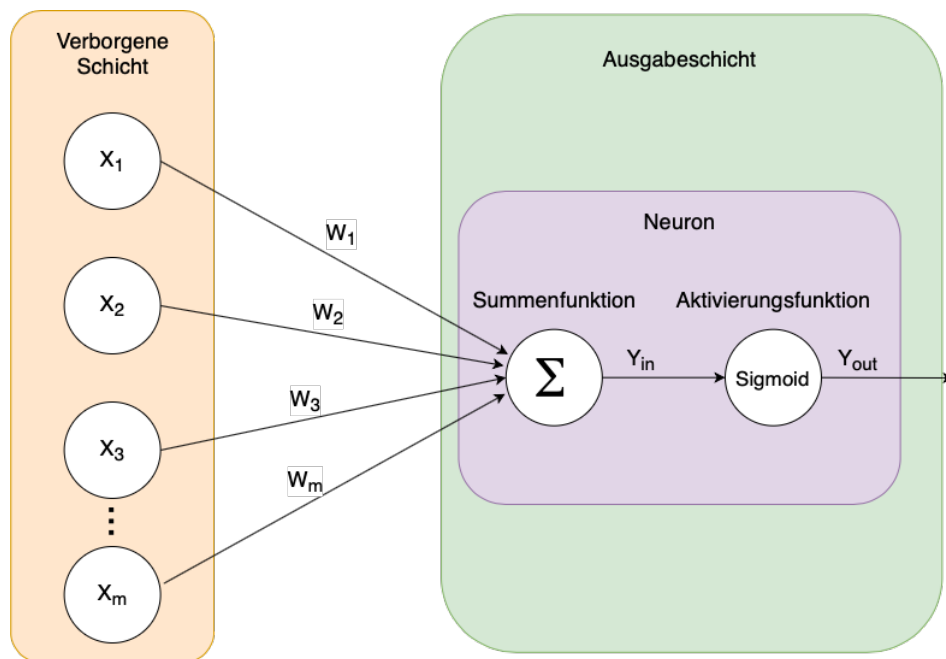 Verborgene
Schicht
X1
X2
X3
⋮
Xm
W1
W2
W3
Wm
Ausgabeschicht
Neuron
Summenfunktion
Σ
Yin
Aktivierungsfunktion
Sigmoid
Yout